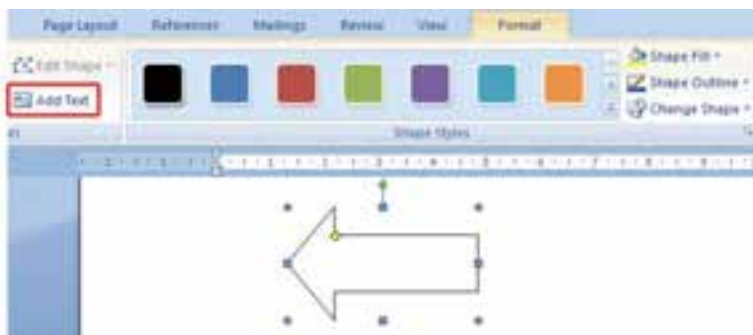 Page Layout References Mailings Review View Format
Edit Shape
Add Text
Shape Fill
Shape Outline
Change Shape
Shape Styles